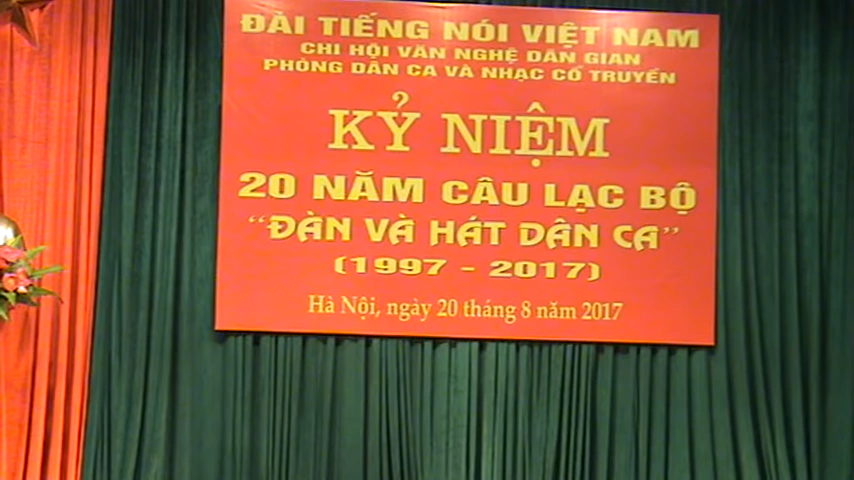 ĐÀI TIẾNG NÓI VIỆT NAM
CHI HỘI VĂN NGHỆ DÂN GIAN
PHÒNG DÂN CA VÀ NHẠC CỔ TRUYỀN
KỶ NIỆM
20 NĂM CÂU LẠC BỘ
“ĐÀN VÀ HÁT DÂN CA”
(1997 - 2017)
Hà Nội, ngày 20 tháng 8 năm 2017